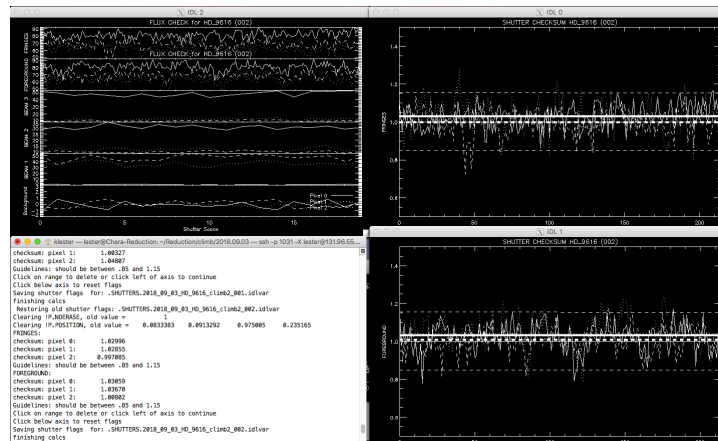 IDL 2
FLUX CHECK for HD_9616 (002)
FLUX CHECK for HD_9616 (002)
FRINGES
FOREGROUND
BEAM 3
BEAM 2
BEAM 1
Background
Pixel 0
0
5
10
15
Shutter Scans
IDL 0
SHUTTER CHECKSUM HD_9616 (002)
FRINGES
1.4
1.2
1.0
0.8
0.6
0
50
100
150
200
IDL 1
SHUTTER CHECKSUM HD_9616 (002)
FOREGROUND
1.4
1.2
1.0
0.8
0.6
klester — lester@Chara-Reduction: ~/Reduction/climb/2018.09.03 — ssh -p 1031 -X lester@131.96.55....
checksum: pixel 1: 1.00327
checksum: pixel 2: 1.04807
Guidelines: should be between .85 and 1.15
Click on range to delete or click left of axis to continue
Click below axis to reset flags
Saving shutter flags for: .SHUTTERS.2018_09_03_HD_9616_climb2_001.idlvar
finishing calcs
Restoring old shutter flags: .SHUTTERS.2018_09_03_HD_9616_climb2_002.idlvar
Clearing !P.NOERASE, old value = 1
Clearing !P.POSITION, old value = 0.0833383 0.0913292 0.975005 0.235165
FRINGES:
checksum: pixel 0: 1.02996
checksum: pixel 1: 1.02855
checksum: pixel 2: 0.997085
Guidelines: should be between .85 and 1.15
FOREGROUND:
checksum: pixel 0: 1.03059
checksum: pixel 1: 1.03670
checksum: pixel 2: 1.00802
Guidelines: should be between .85 and 1.15
Click on range to delete or click left of axis to continue
Click below axis to reset flags
Saving shutter flags for: .SHUTTERS.2018_09_03_HD_9616_climb2_002.idlvar
finishing calcs